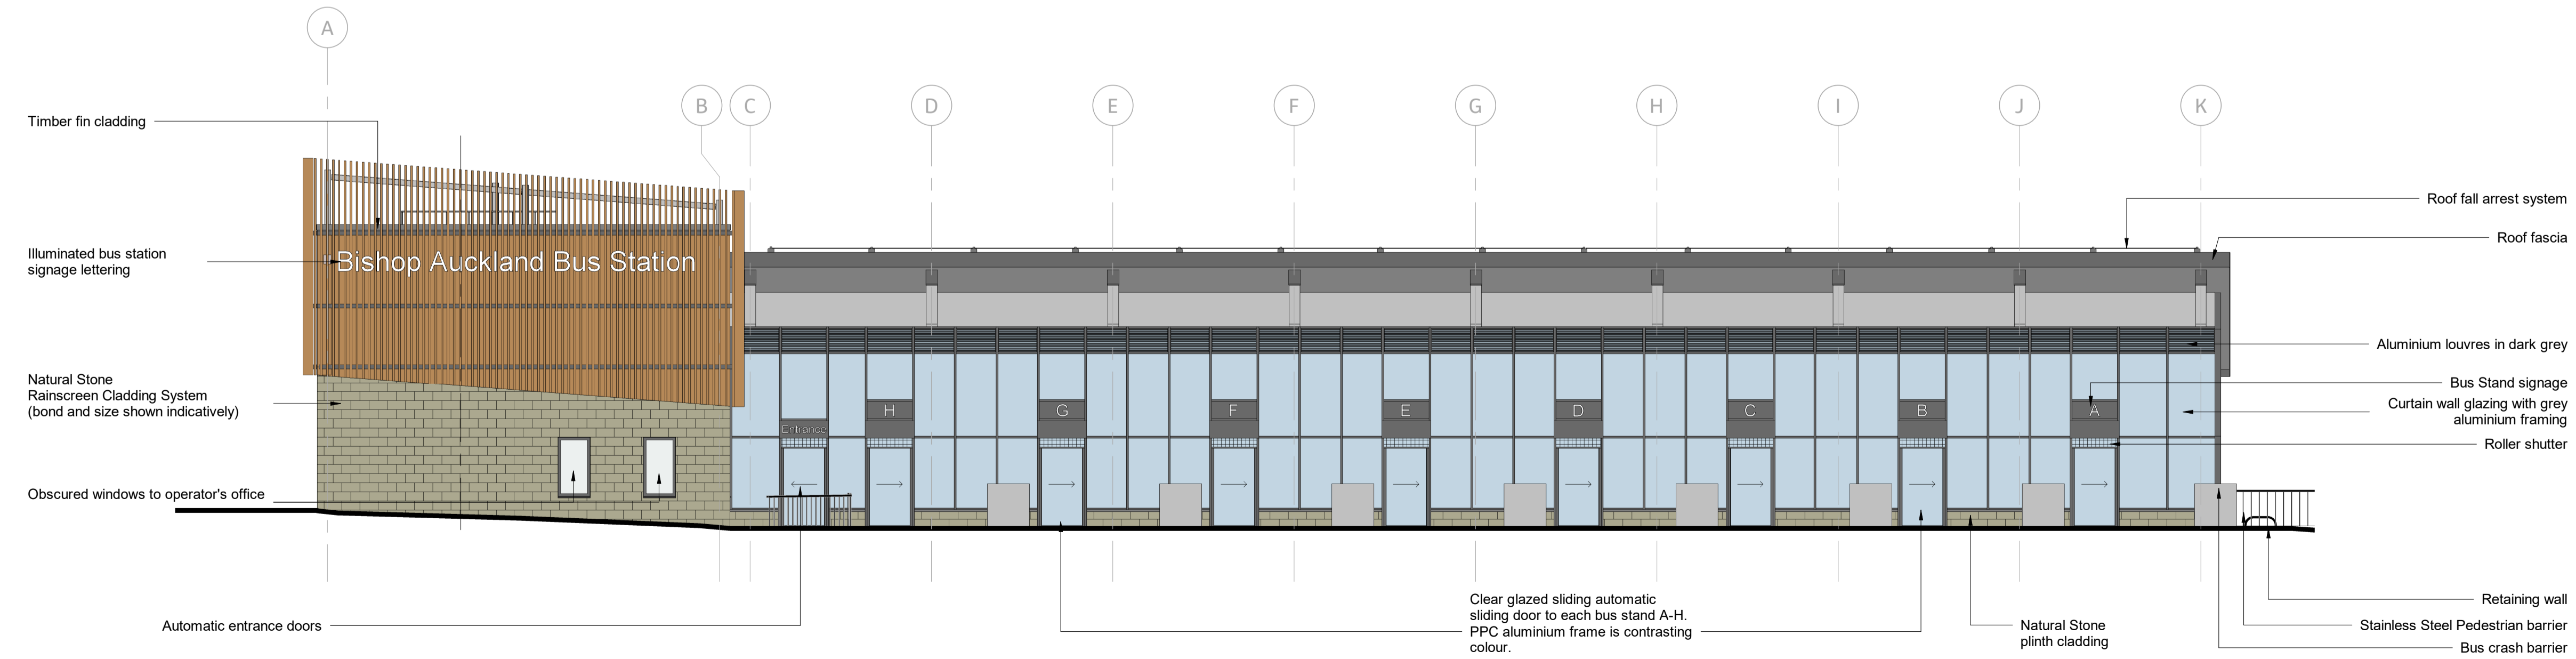 A
B
C
D
E
F
G
H
I
J
K
Timber fin cladding
Illuminated bus station
signage lettering
Natural Stone
Rainscreen Cladding System
(bond and size shown indicatively)
Obscured windows to operator's office
Automatic entrance doors
Bishop Auckland Bus Station
Entrance
H
G
F
E
D
C
B
A
Roof fall arrest system
Roof fascia
Aluminium louvres in dark grey
Bus Stand signage
Curtain wall glazing with grey
aluminium framing
Roller shutter
Clear glazed sliding automatic
sliding door to each bus stand A-H.
PPC aluminium frame is contrasting
colour.
Natural Stone
plinth cladding
Retaining wall
Stainless Steel Pedestrian barrier
Bus crash barrier